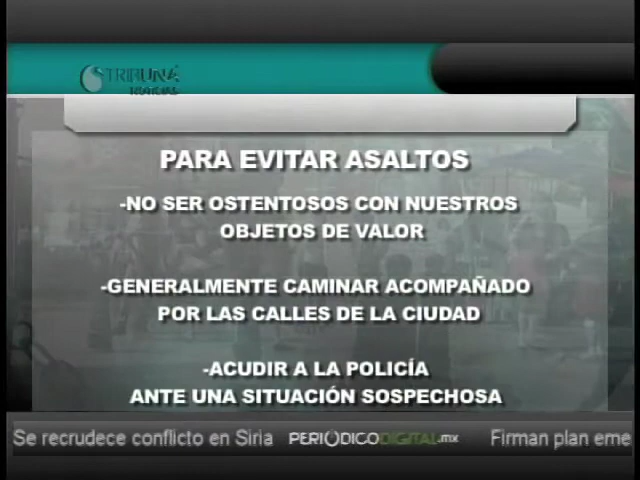 TRIBUNA
NOTICIAS
PARA EVITAR ASALTOS
-NO SER OSTENTOSOS CON NUESTROS
OBJETOS DE VALOR
-GENERALMENTE CAMINAR ACOMPAÑADO
POR LAS CALLES DE LA CIUDAD
-ACUDIR A LA POLICÍA
ANTE UNA SITUACIÓN SOSPECHOSA
Se recrudece conflicto en Siria PERIÓDICODIGITAL.mx Firman plan eme